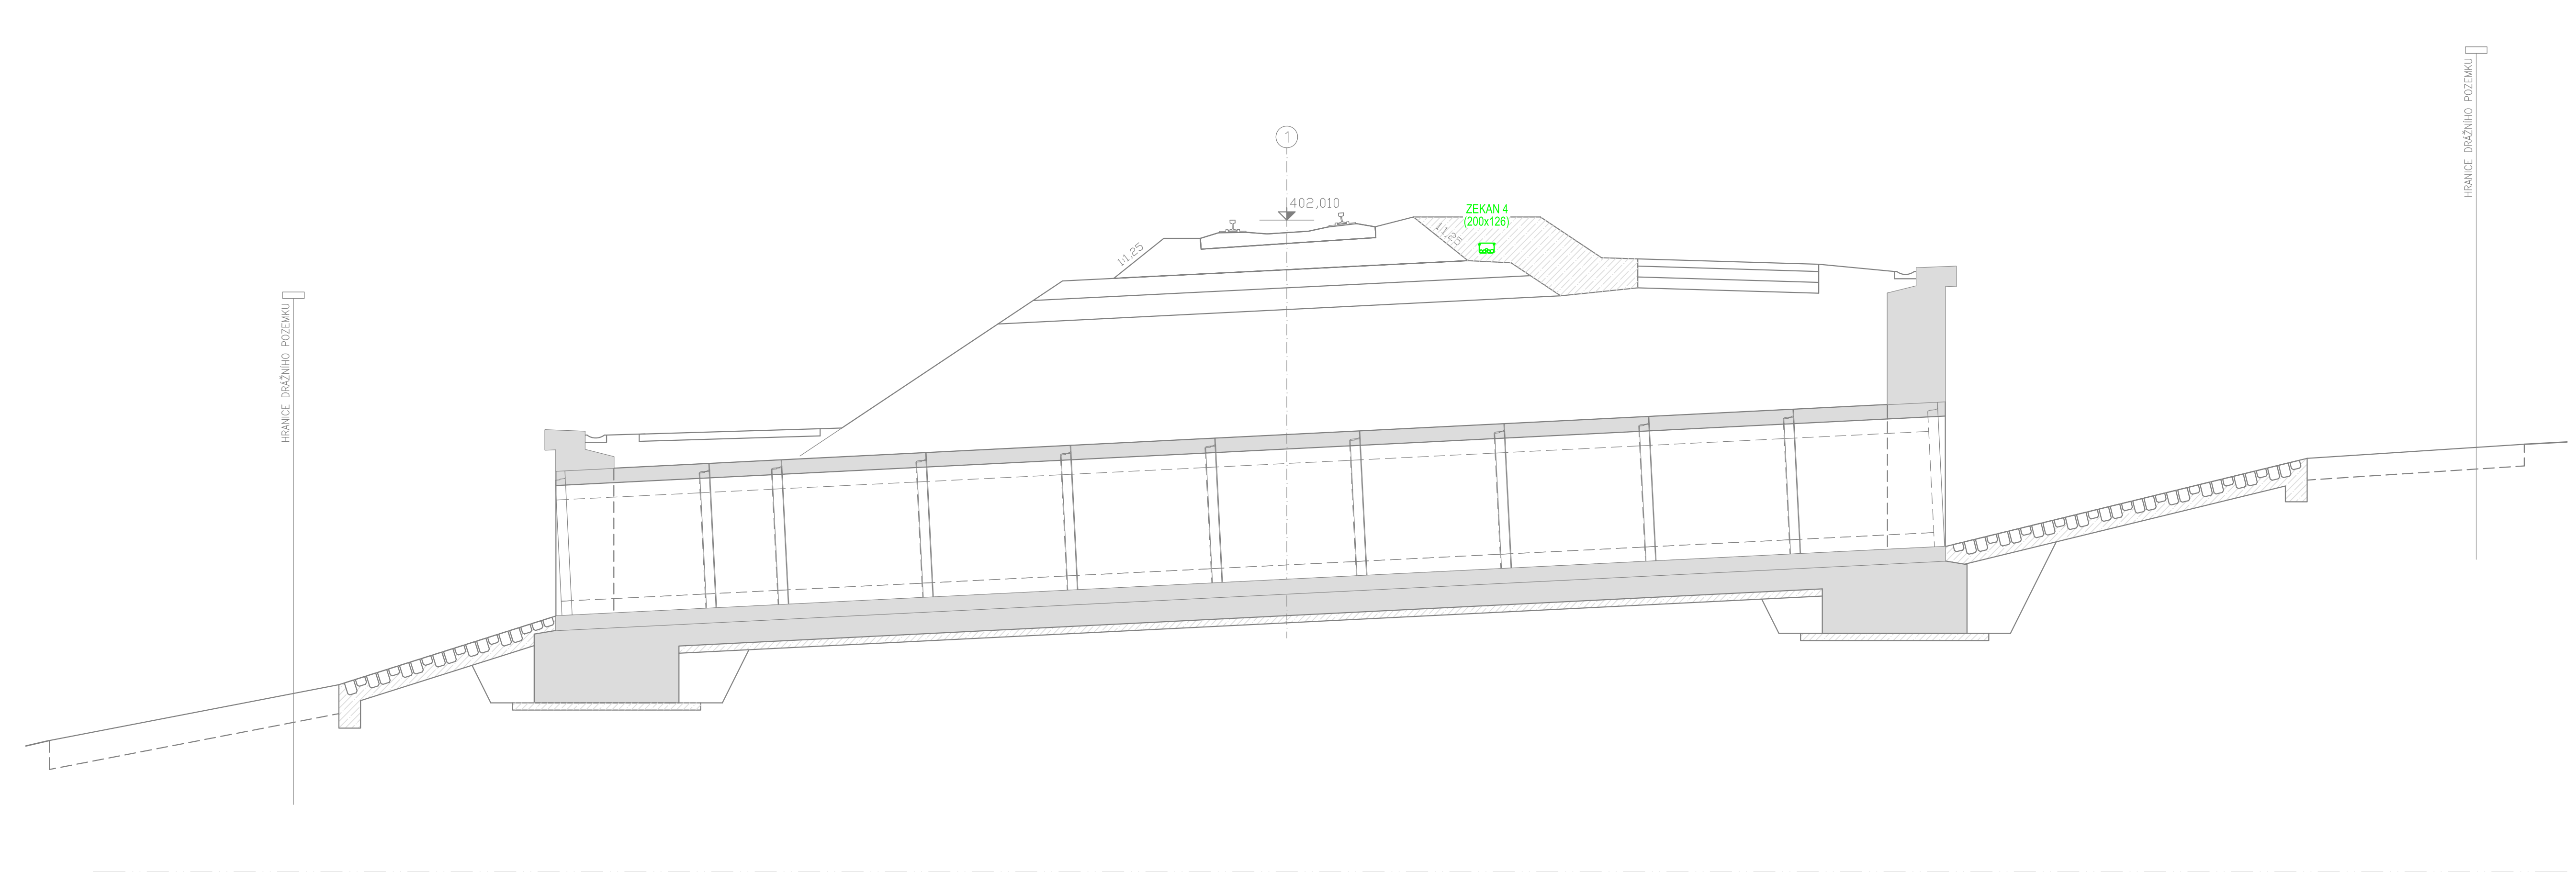 HRANICE DRÁŽNÍHO POZEMKU
1
402,010
ZEKAN 4
(200x126)
1:1,25
1:1,25
HRANICE DRÁŽNÍHO POZEMKU